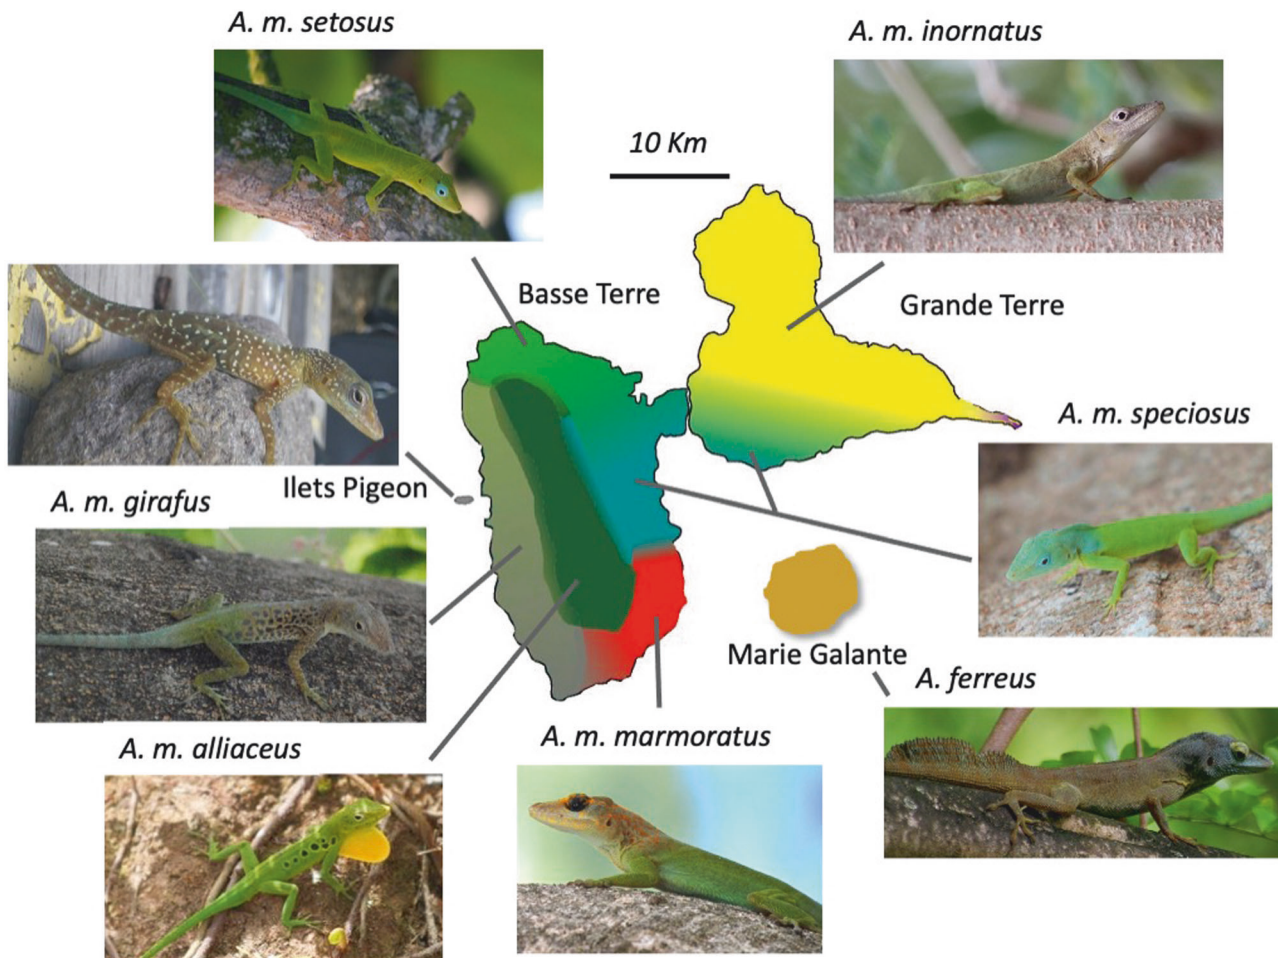 A. m. setosus
A. m. inornatus
10 Km
Basse Terre
Grande Terre
A. m. speciosus
Ilets Pigeon
A. m. girafus
Marie Galante
A. ferreus
A. m. alliaceus
A. m. marmoratus